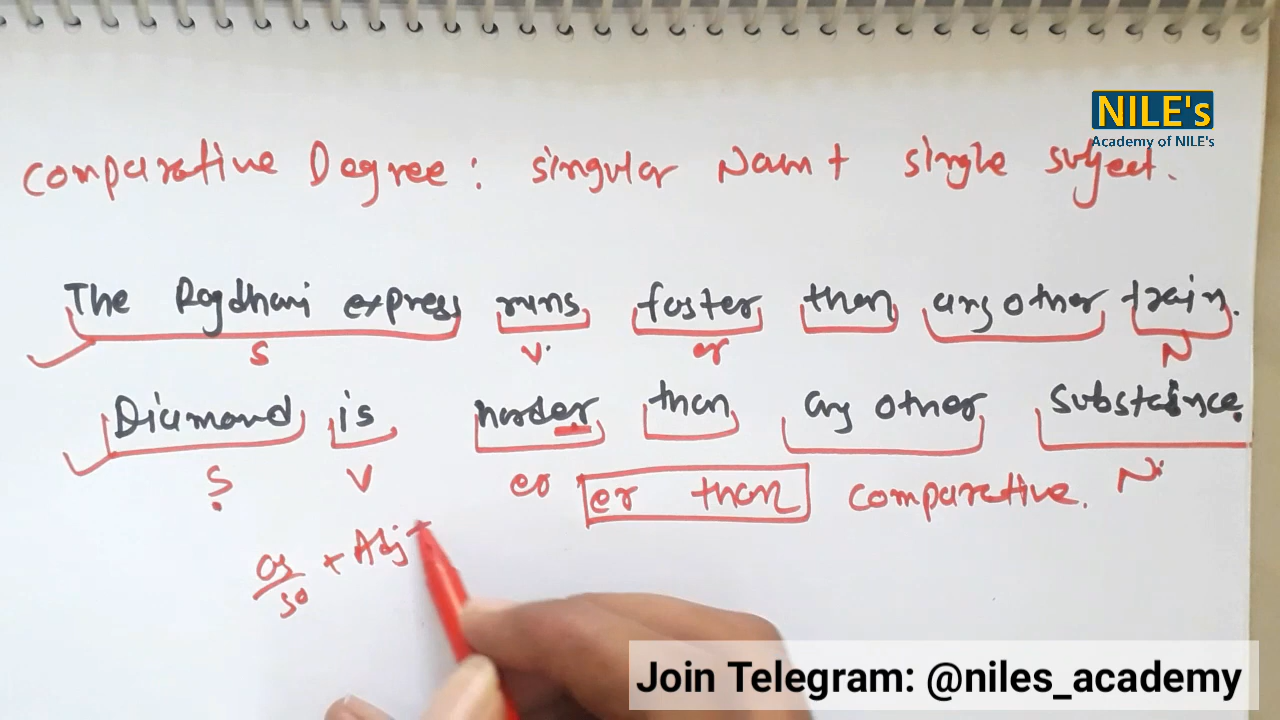 NILE's
Academy of NILE's
Comparative Degree: singular Noun + single subject.
The Rajdhani express runs faster than any other train.
S V. er N
Diamond is harder than any other substance.
S V er er than comparative. N
as + Adj +
so
Join Telegram: @niles_academy